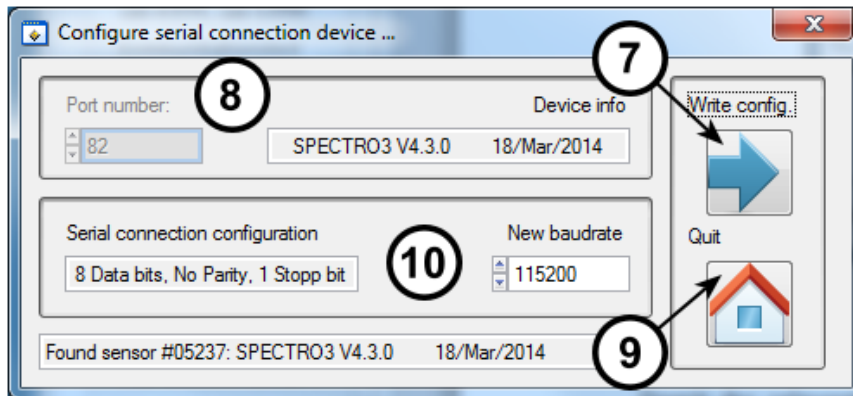 Configure serial connection device ...
7
8
Port number:
Device info
Write config.
82
SPECTRO3 V4.3.0 18/Mar/2014
Serial connection configuration
New baudrate
Quit
10
8 Data bits, No Parity, 1 Stopp bit
115200
9
Found sensor #05237: SPECTRO3 V4.3.0 18/Mar/2014